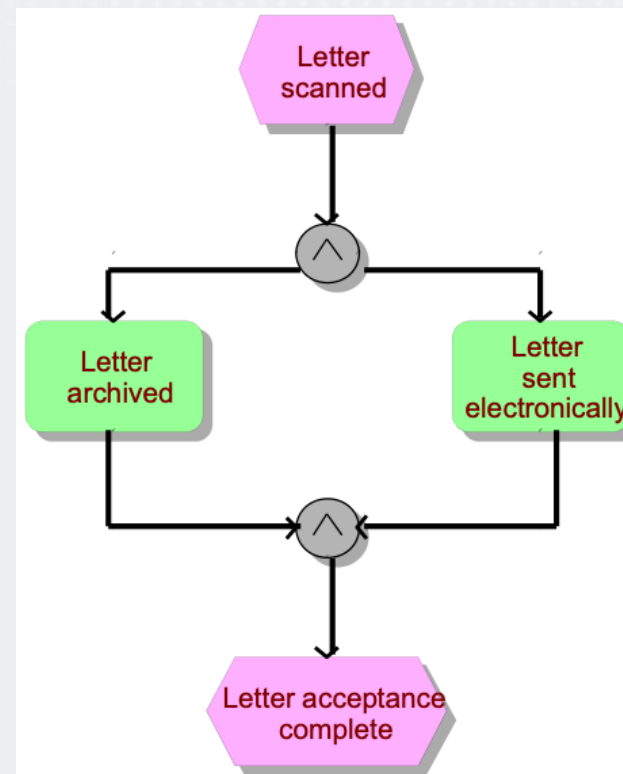 Letter
scanned
Letter
archived
Letter
sent
electronically
Letter acceptance
complete